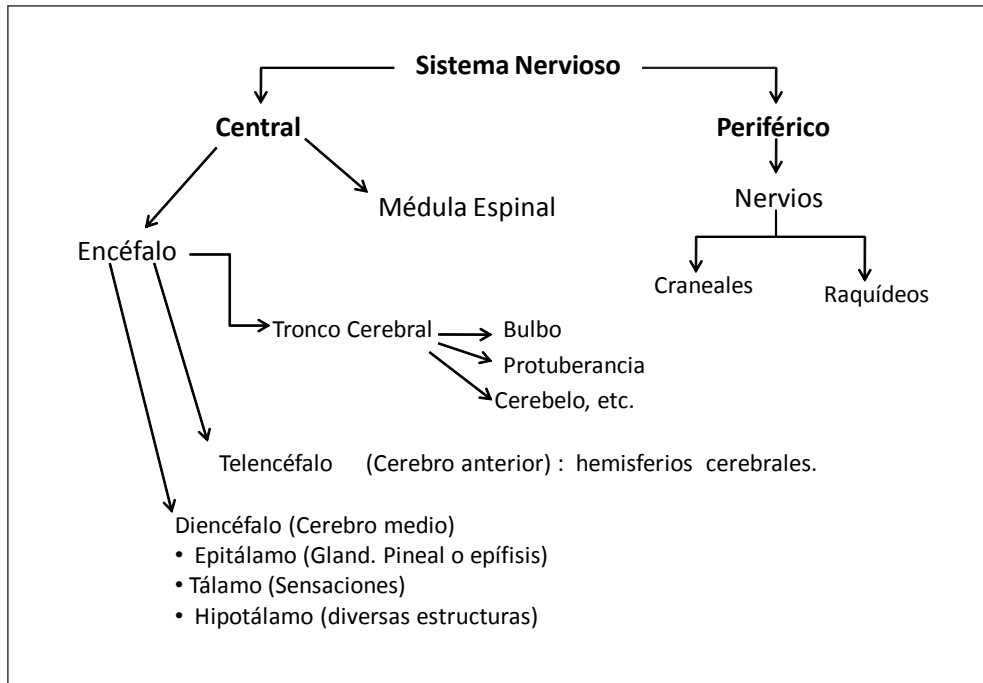 Sistema Nervioso
Central
Periférico
Médula Espinal
Nervios
Encéfalo
Craneales
Raquídeos
Tronco Cerebral
Bulbo
Protuberancia
Cerebelo, etc.
Telencéfalo (Cerebro anterior) : hemisferios cerebrales.
Diencéfalo (Cerebro medio)
• Epitálamo (Gland. Pineal o epífisis)
• Tálamo (Sensaciones)
• Hipotálamo (diversas estructuras)